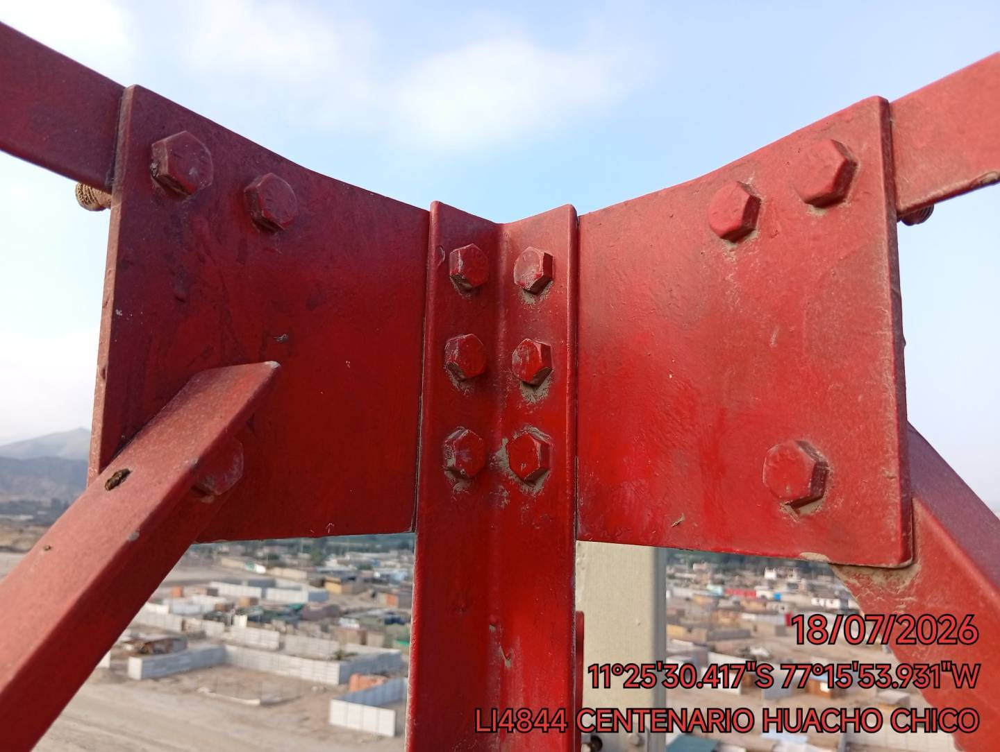 18/07/2026
11°25'30.417"S 77°15'53.931"W
LI4844 CENTENARIO HUACHO CHICO